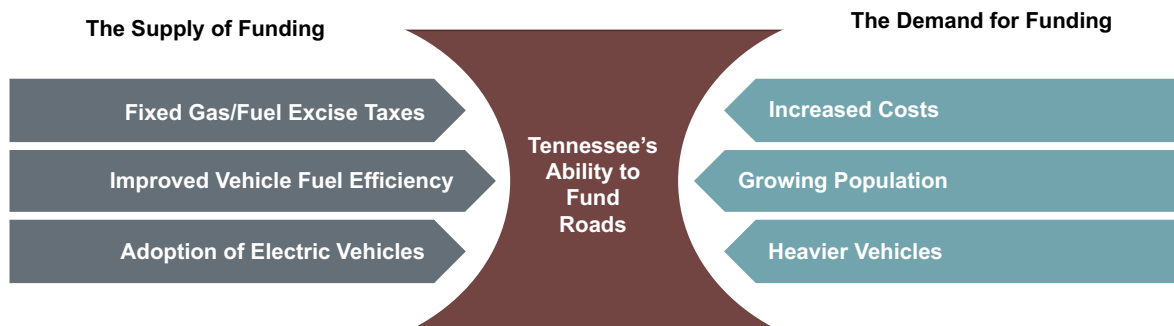 The Supply of Funding
Fixed Gas/Fuel Excise Taxes
Improved Vehicle Fuel Efficiency
Adoption of Electric Vehicles
Tennessee’s
Ability to
Fund
Roads
The Demand for Funding
Increased Costs
Growing Population
Heavier Vehicles